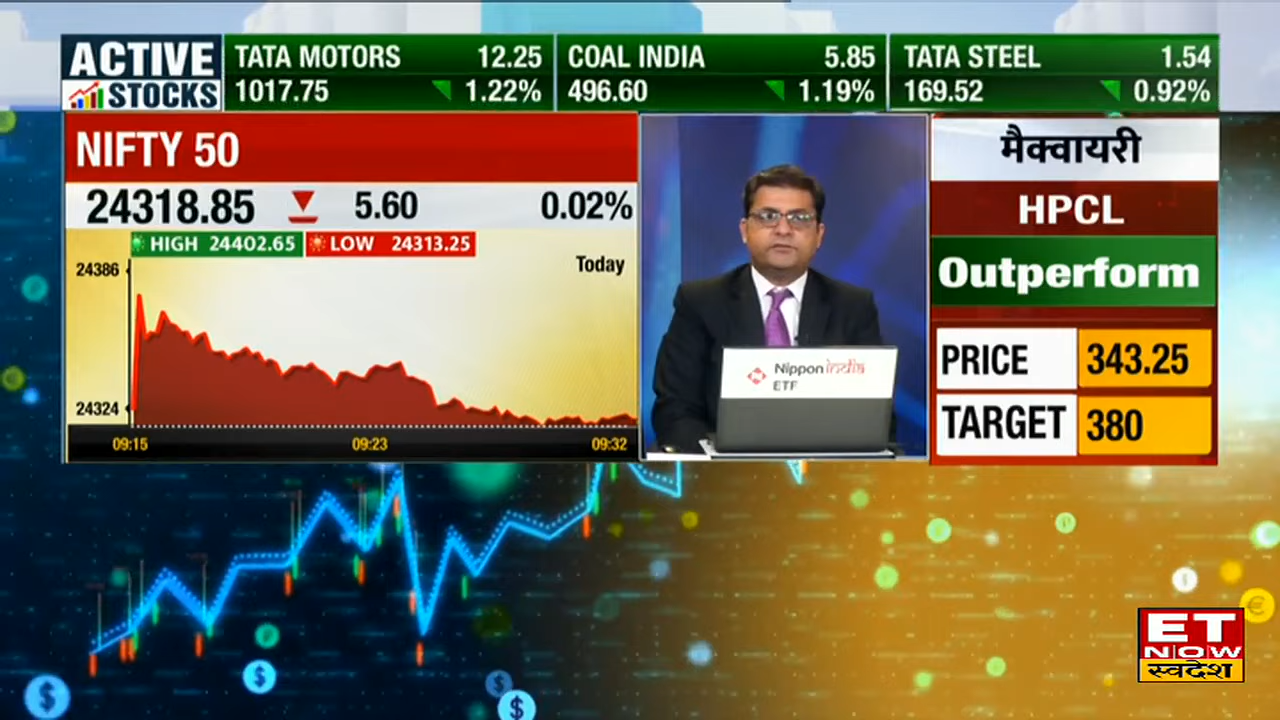 ACTIVE STOCKS
TATA MOTORS 12.25
1017.75 1.22%
COAL INDIA 5.85
496.60 1.19%
TATA STEEL 1.54
169.52 0.92%
NIFTY 50
24318.85 5.60 0.02%
HIGH 24402.65 LOW 24313.25
Today
24386
24324
09:15 09:23 09:32
Nippon india
ETF
मैक्वायरी
HPCL
Outperform
PRICE 343.25
TARGET 380
ET
NOW
स्वदेश